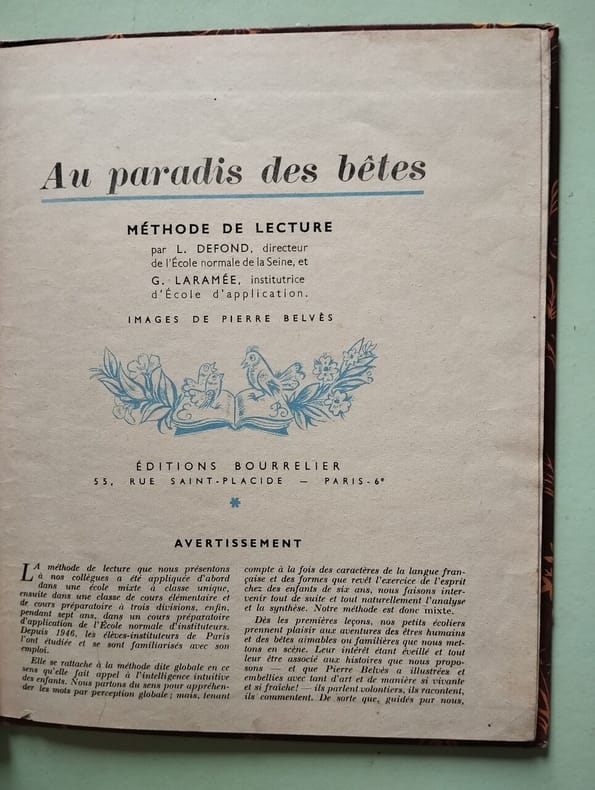 Au paradis des bêtes
MÉTHODE DE LECTURE
par L. DEFOND, directeur
de l'École normale de la Seine, et
G. LARAMÉE, institutrice
d'École d'application.
IMAGES DE PIERRE BELVÈS
ÉDITIONS BOURRELIER
55, RUE SAINT-PLACIDE — PARIS-6e
*
AVERTISSEMENT
LA méthode de lecture que nous présentons
à nos collègues a été appliquée d'abord
dans une école mixte à classe unique,
ensuite dans une classe de cours élémentaire et
de cours préparatoire à trois divisions, enfin,
pendant sept ans, dans un cours préparatoire
d'application de l'École normale d'instituteurs.
Depuis 1946, les élèves-instituteurs de Paris
l'ont étudiée et se sont familiarisés avec son
emploi.
Elle se rattache à la méthode dite globale en ce
sens qu'elle fait appel à l'intelligence intuitive
des enfants. Nous partons du sens pour appréhen-
der les mots par perception globale ; mais, tenant
compte à la fois des caractères de la langue fran-
çaise et des formes que revêt l'exercice de l'esprit
chez des enfants de six ans, nous faisons inter-
venir tout de suite et tout naturellement l'analyse
et la synthèse. Notre méthode est donc mixte.
Dès les premières leçons, nos petits écoliers
prennent plaisir aux aventures des êtres humains
et des bêtes aimables ou familières que nous met-
tons en scène. Leur intérêt étant éveillé et tout
leur être associé aux histoires que nous propo-
sons — et que Pierre Belvès a illustrées et
embellies avec tant d'art et de manière si vivante
et si fraîche! — ils parlent volontiers, ils racontent,
ils commentent. De sorte que, guidés par nous,